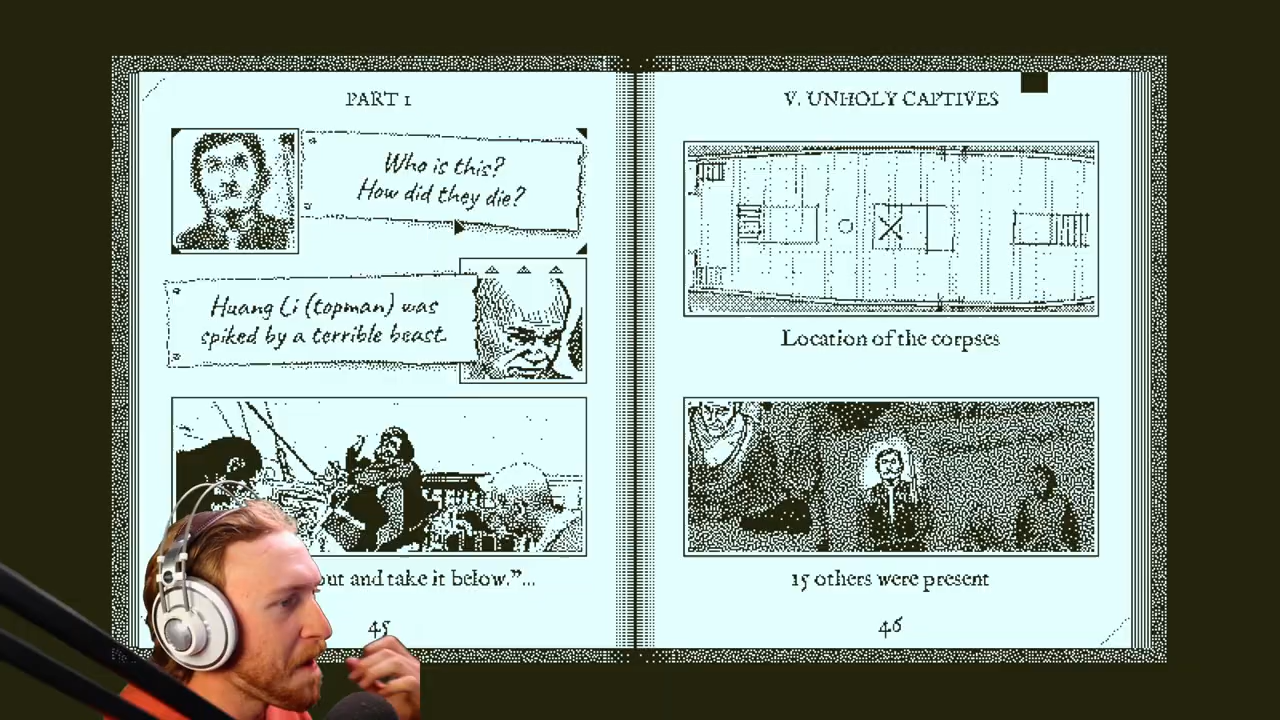 PART 1
Who is this?
How did they die?
Huang Li (topman) was
spiked by a terrible beast.
out and take it below.”...
45
V. UNHOLY CAPTIVES
Location of the corpses
15 others were present
46